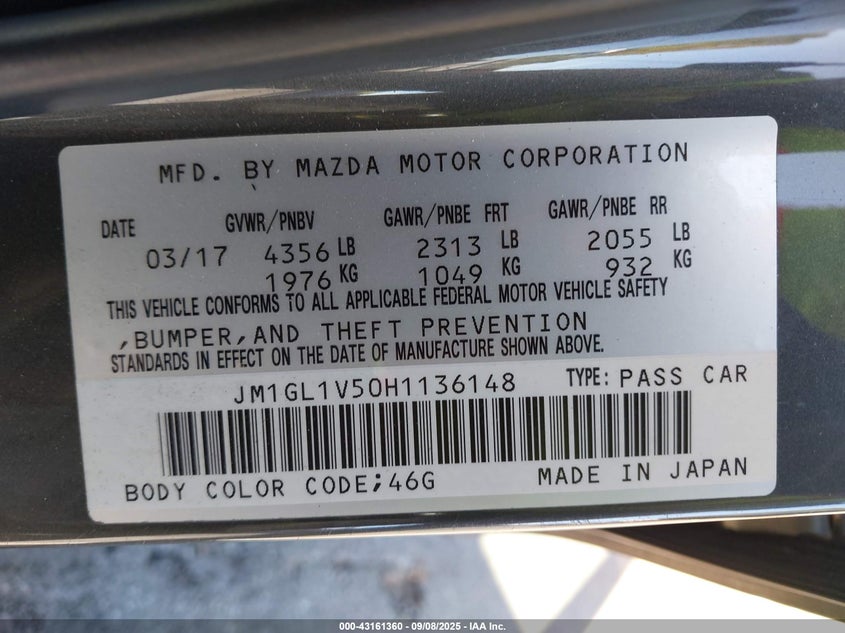 MFD. BY MAZDA MOTOR CORPORATION
DATE GVWR/PNBV GAWR/PNBE FRT GAWR/PNBE RR
03/17 4356 LB 2313 LB 2055 LB
1976 KG 1049 KG 932 KG
THIS VEHICLE CONFORMS TO ALL APPLICABLE FEDERAL MOTOR VEHICLE SAFETY
,BUMPER,AND THEFT PREVENTION
STANDARDS IN EFFECT ON THE DATE OF MANUFACTURE SHOWN ABOVE.
JM1GL1V50H1136148 TYPE: PASS CAR
BODY COLOR CODE;46G MADE IN JAPAN
000-43161360 - 09/08/2025 - IAA Inc.